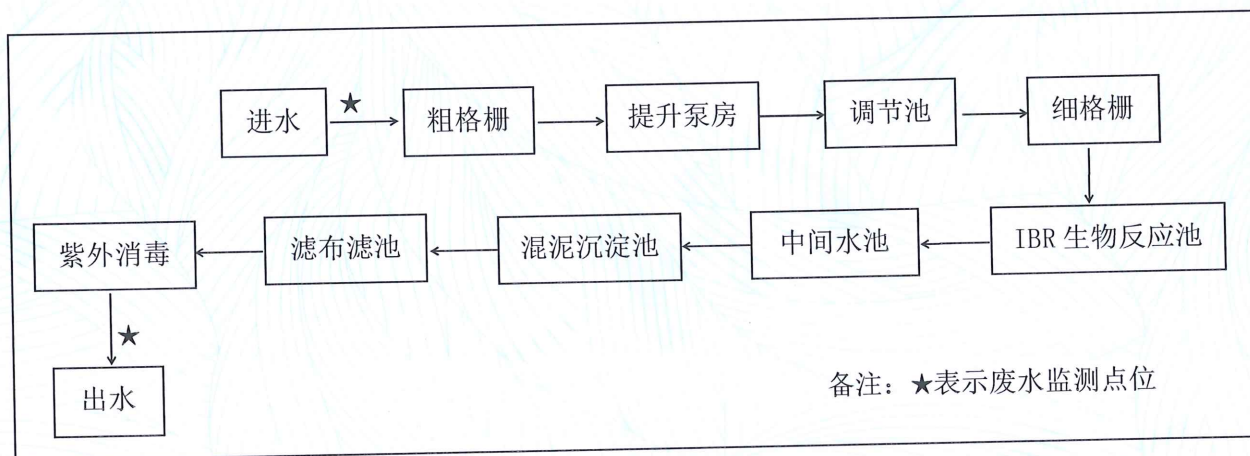 进水 ★ 粗格栅 提升泵房 调节池 细格栅
紫外消毒 滤布滤池 混泥沉淀池 中间水池 IBR 生物反应池
★
出水
备注：★表示废水监测点位